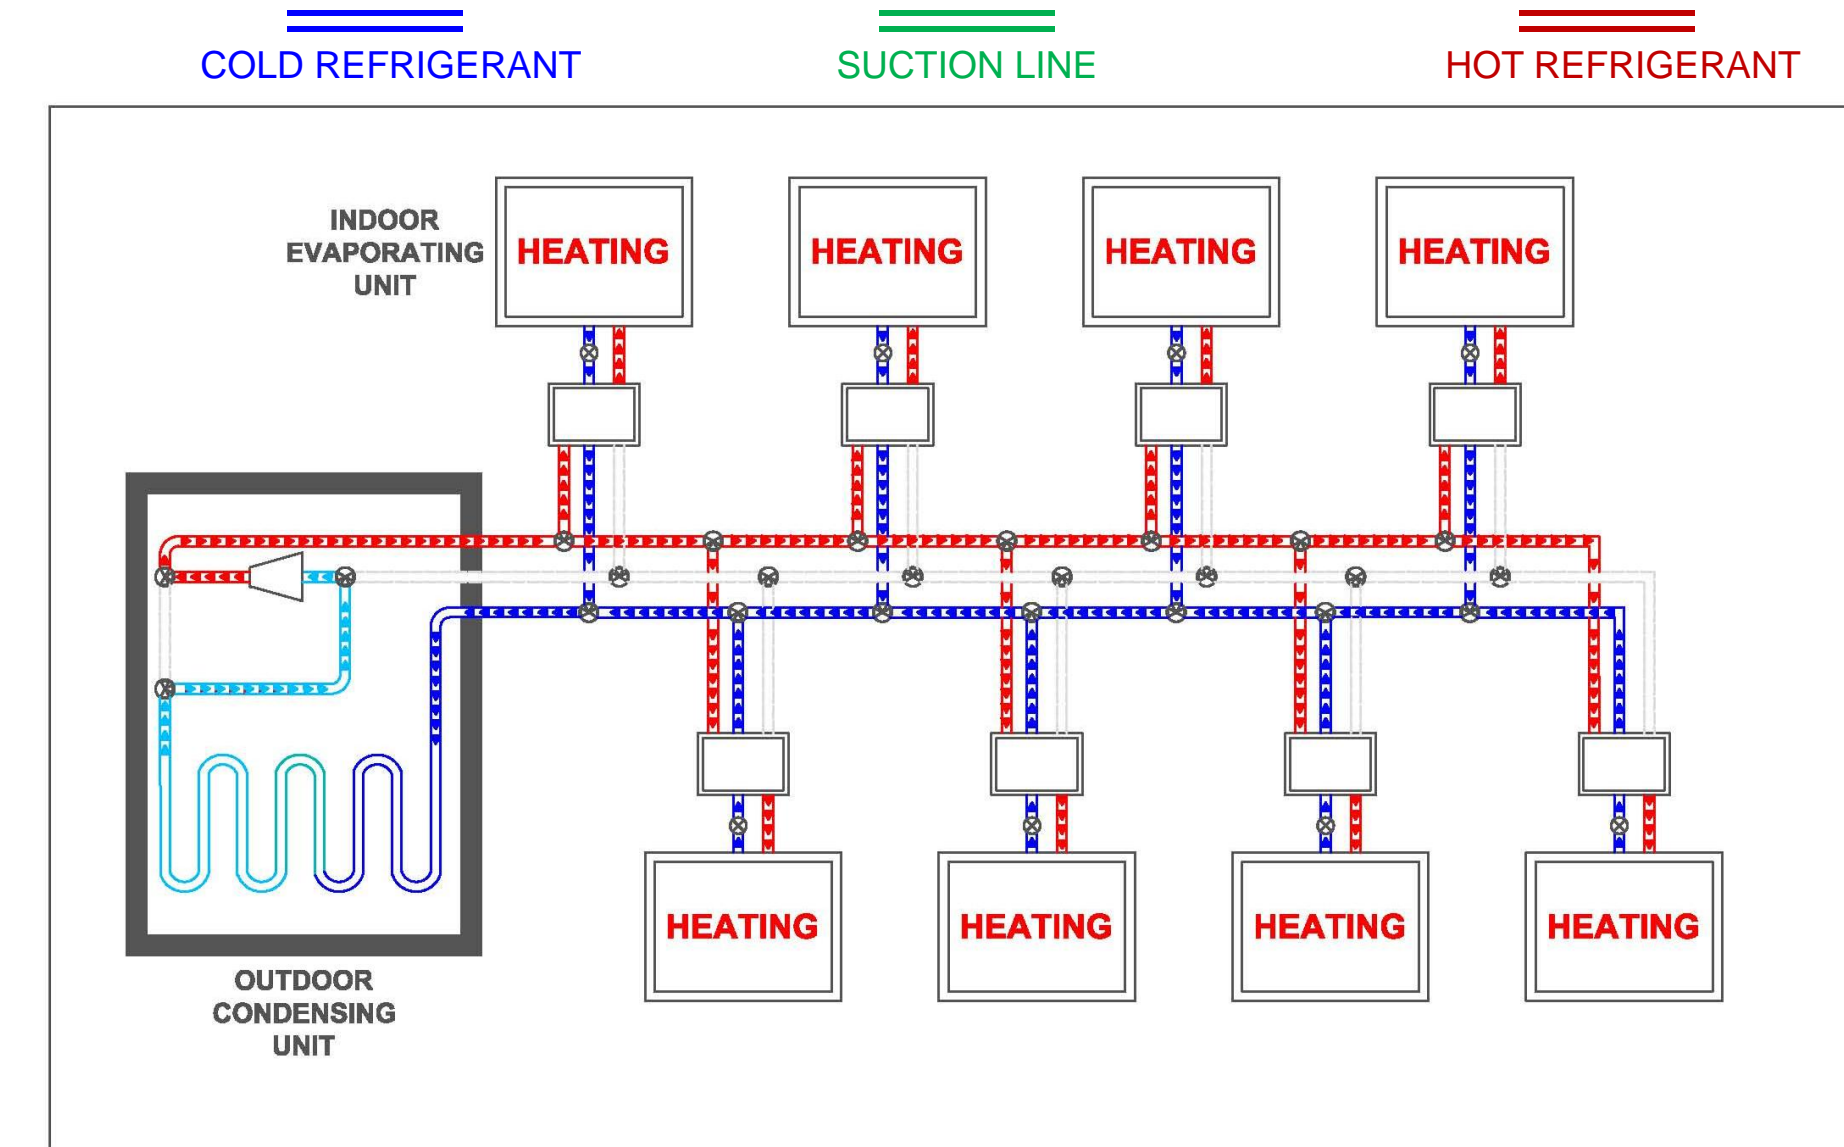 COLD REFRIGERANT
SUCTION LINE
HOT REFRIGERANT
INDOOR
EVAPORATING
UNIT
HEATING
HEATING
HEATING
HEATING
HEATING
HEATING
HEATING
HEATING
OUTDOOR
CONDENSING
UNIT